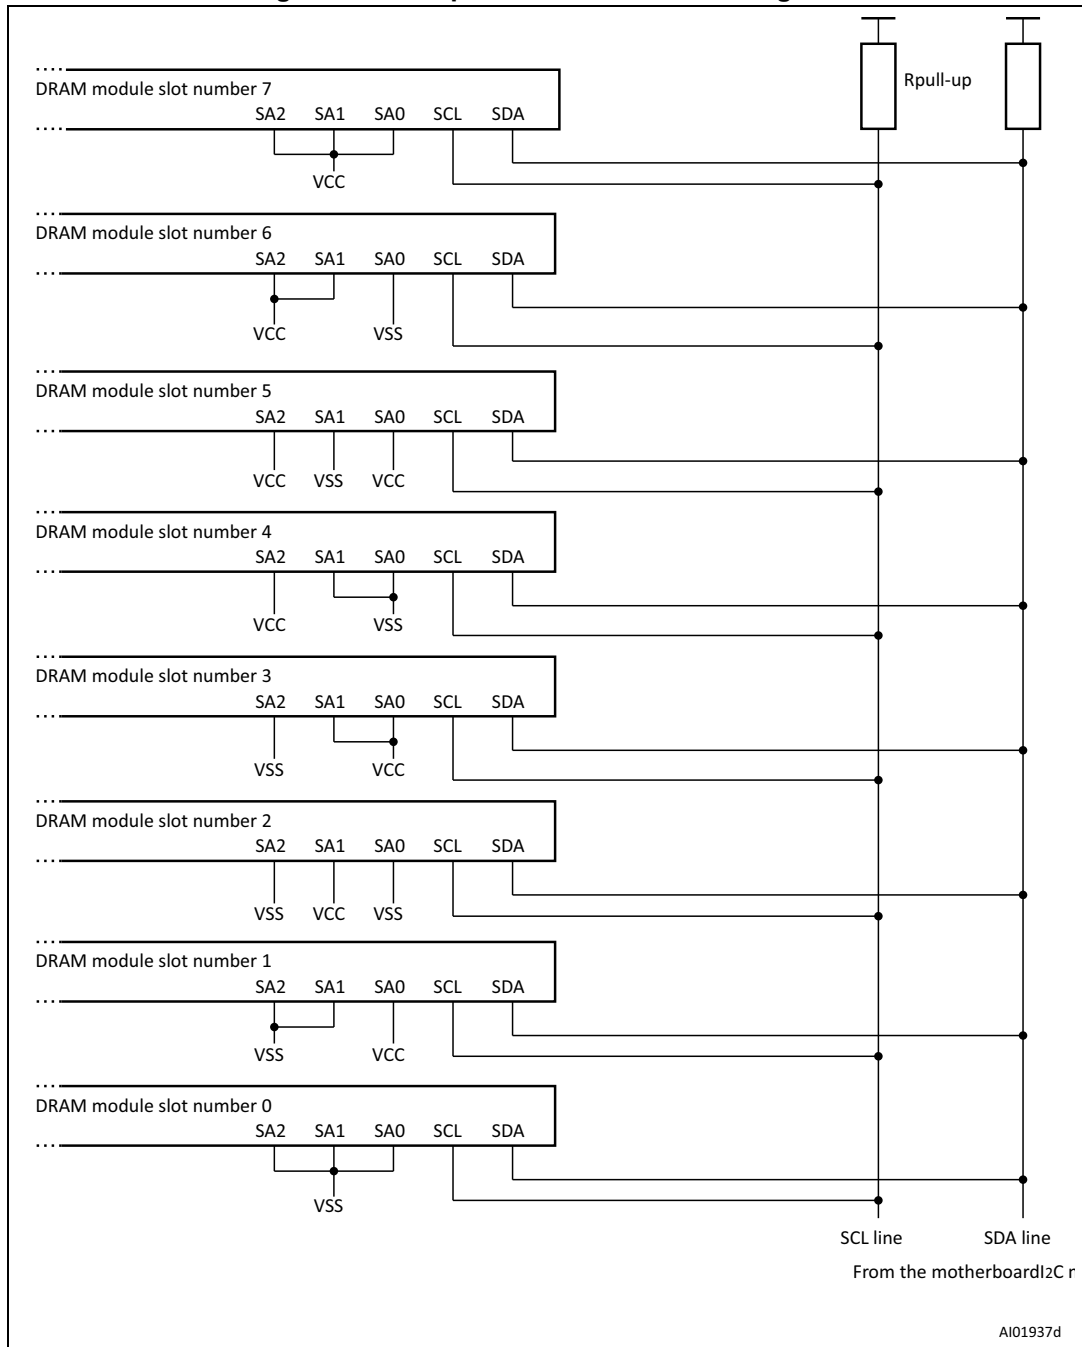 DRAM module slot number 7
SA2 SA1 SA0 SCL SDA
VCC
Rpull-up
DRAM module slot number 6
SA2 SA1 SA0 SCL SDA
VCC VSS
DRAM module slot number 5
SA2 SA1 SA0 SCL SDA
VCC VSS VCC
DRAM module slot number 4
SA2 SA1 SA0 SCL SDA
VCC VSS
DRAM module slot number 3
SA2 SA1 SA0 SCL SDA
VSS VCC
DRAM module slot number 2
SA2 SA1 SA0 SCL SDA
VSS VCC VSS
DRAM module slot number 1
SA2 SA1 SA0 SCL SDA
VSS VCC
DRAM module slot number 0
SA2 SA1 SA0 SCL SDA
VSS
SCL line SDA line
From the motherboardI2C
AI01937d